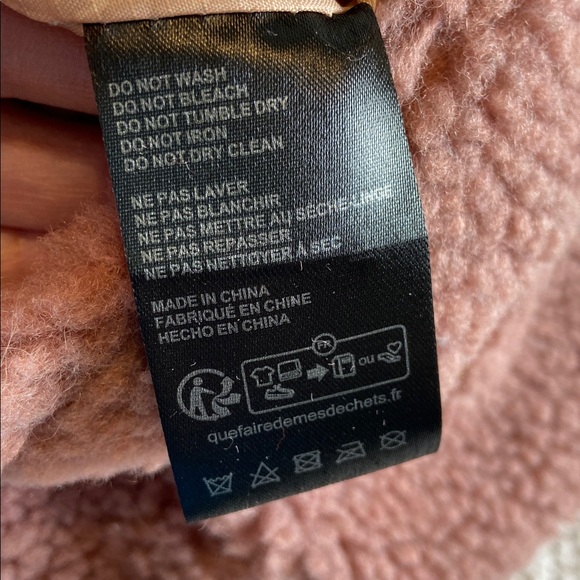 DO NOT WASH
DO NOT BLEACH
DO NOT TUMBLE DRY
DO NOT IRON
DO NOT DRY CLEAN
NE PAS LAVER
NE PAS BLANCHIR
NE PAS METTRE AU SÈCHE-LINGE
NE PAS REPASSER
NE PAS NETTOYER À SEC
MADE IN CHINA
FABRIQUÉ EN CHINE
HECHO EN CHINA
FR
ou
quefairedemesdechets.fr